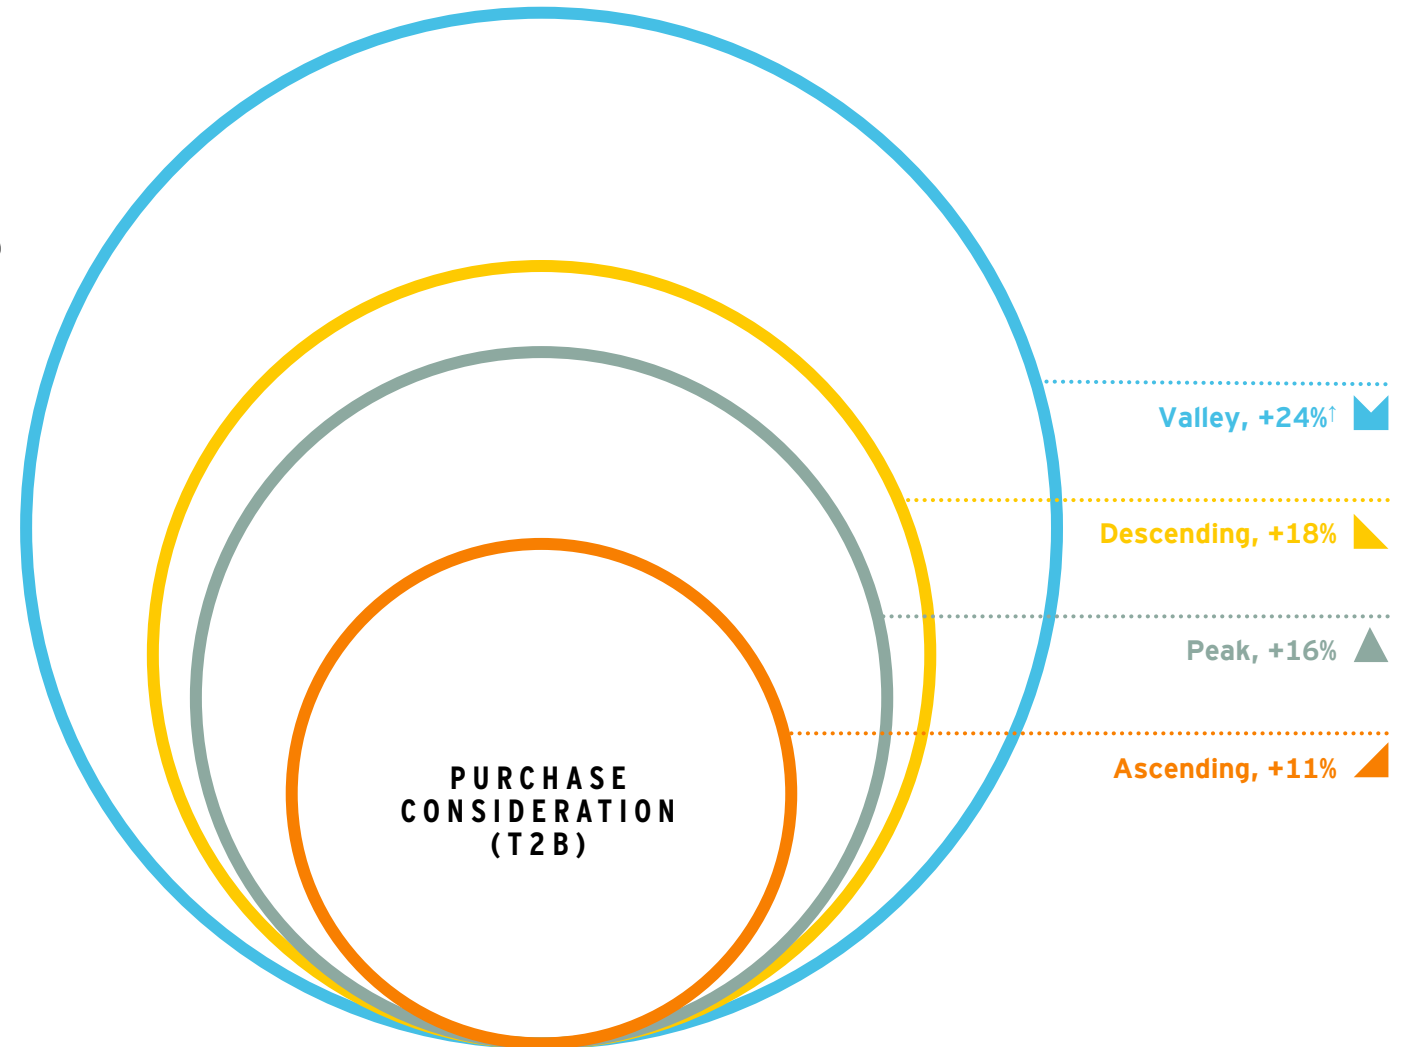 Valley, +24%↑
Descending, +18%
Peak, +16%
Ascending, +11%
PURCHASE
CONSIDERATION
(T2B)